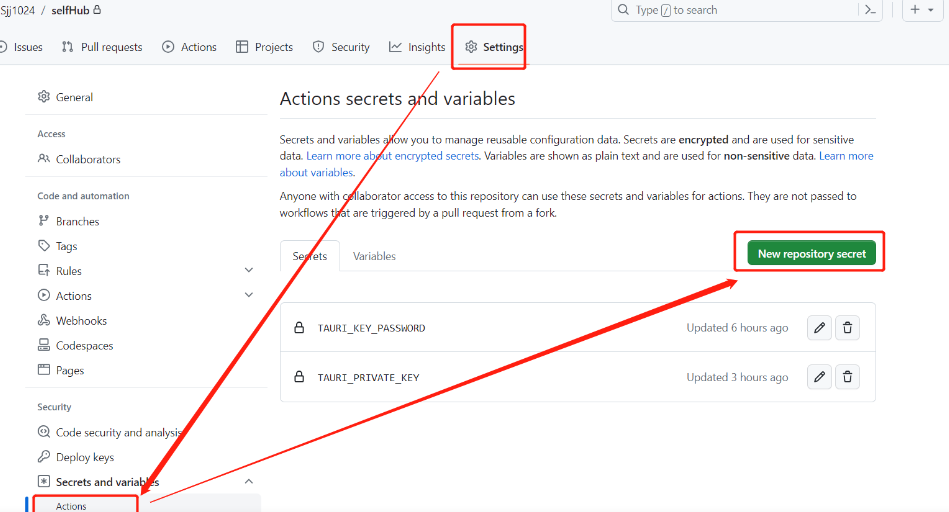 Sjj1024 / selfHub
Type / to search
Issues Pull requests Actions Projects Security Insights Settings
General
Access
Collaborators
Code and automation
Branches
Tags
Rules
Actions
Webhooks
Codespaces
Pages
Security
Code security and analysis
Deploy keys
Secrets and variables
Actions
Actions secrets and variables
Secrets and variables allow you to manage reusable configuration data. Secrets are encrypted and are used for sensitive
data. Learn more about encrypted secrets. Variables are shown as plain text and are used for non-sensitive data. Learn more
about variables.
Anyone with collaborator access to this repository can use these secrets and variables for actions. They are not passed to
workflows that are triggered by a pull request from a fork.
Secrets Variables
New repository secret
TAURI_KEY_PASSWORD Updated 6 hours ago
TAURI_PRIVATE_KEY Updated 3 hours ago